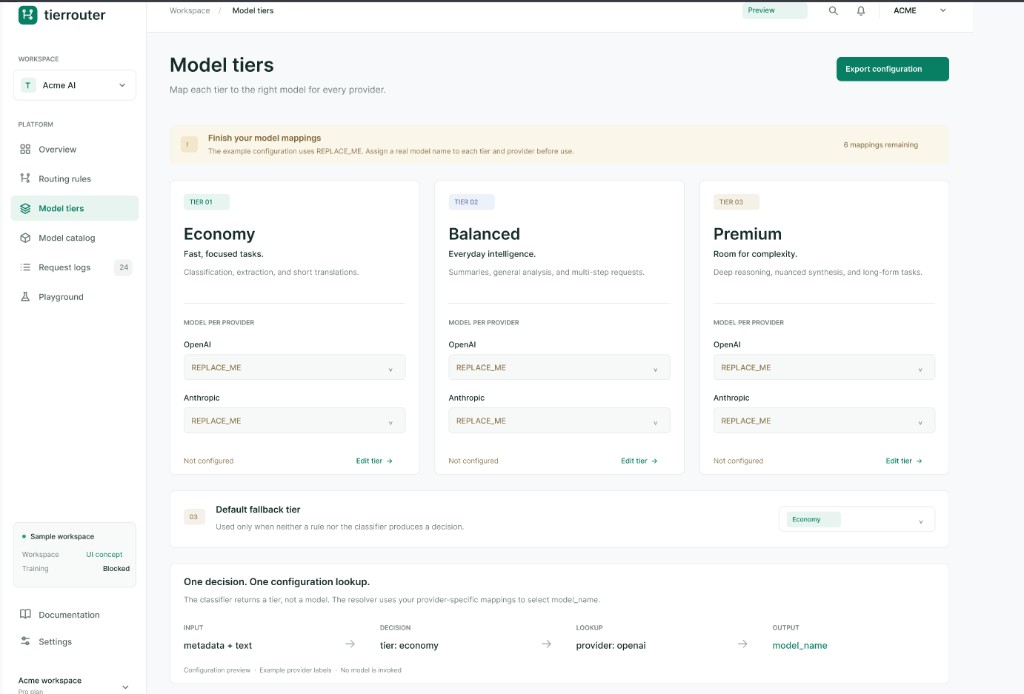 tierrouter
Workspace / Model tiers
Preview
ACME
WORKSPACE
T Acme AI
PLATFORM
Overview
Routing rules
Model tiers
Model catalog
Request logs 24
Playground
Sample workspace
Workspace UI concept
Training Blocked
Documentation
Settings
Acme workspace
Pro plan
Model tiers
Map each tier to the right model for every provider.
Export configuration
! Finish your model mappings
The example configuration uses REPLACE_ME. Assign a real model name to each tier and provider before use.
6 mappings remaining
TIER 01
Economy
Fast, focused tasks.
Classification, extraction, and short translations.
MODEL PER PROVIDER
OpenAI
REPLACE_ME
Anthropic
REPLACE_ME
Not configured Edit tier →
TIER 02
Balanced
Everyday intelligence.
Summaries, general analysis, and multi-step requests.
MODEL PER PROVIDER
OpenAI
REPLACE_ME
Anthropic
REPLACE_ME
Not configured Edit tier →
TIER 03
Premium
Room for complexity.
Deep reasoning, nuanced synthesis, and long-form tasks.
MODEL PER PROVIDER
OpenAI
REPLACE_ME
Anthropic
REPLACE_ME
Not configured Edit tier →
03 Default fallback tier
Used only when neither a rule nor the classifier produces a decision.
Economy
One decision. One configuration lookup.
The classifier returns a tier, not a model. The resolver uses your provider-specific mappings to select model_name.
INPUT DECISION LOOKUP OUTPUT
metadata + text → tier: economy → provider: openai → model_name
Configuration preview · Example provider labels · No model is invoked